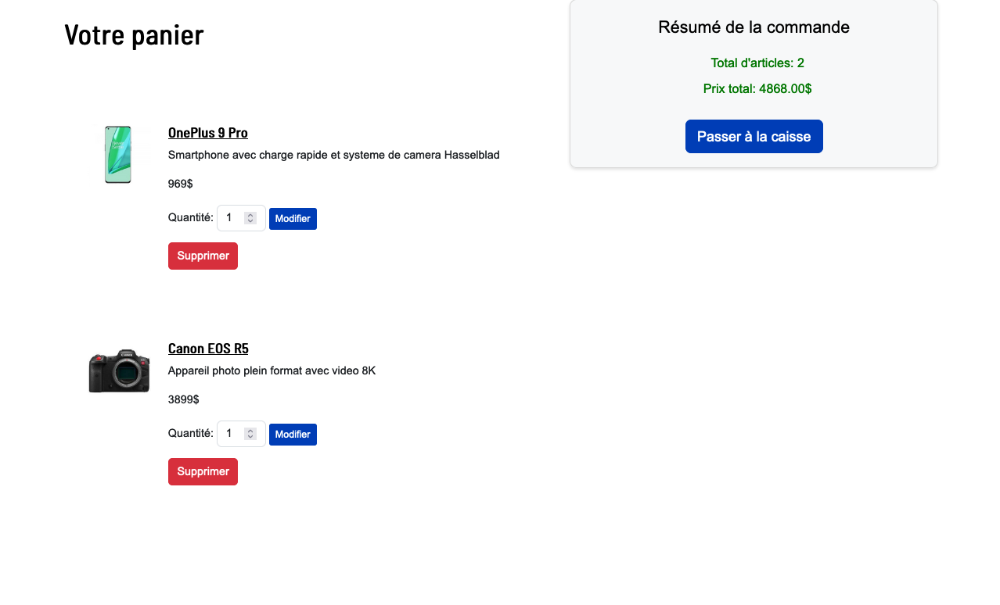 Votre panier
OnePlus 9 Pro
Smartphone avec charge rapide et systeme de camera Hasselblad
969$
Quantité: 1 Modifier
Supprimer
Canon EOS R5
Appareil photo plein format avec video 8K
3899$
Quantité: 1 Modifier
Supprimer
Résumé de la commande
Total d'articles: 2
Prix total: 4868.00$
Passer à la caisse